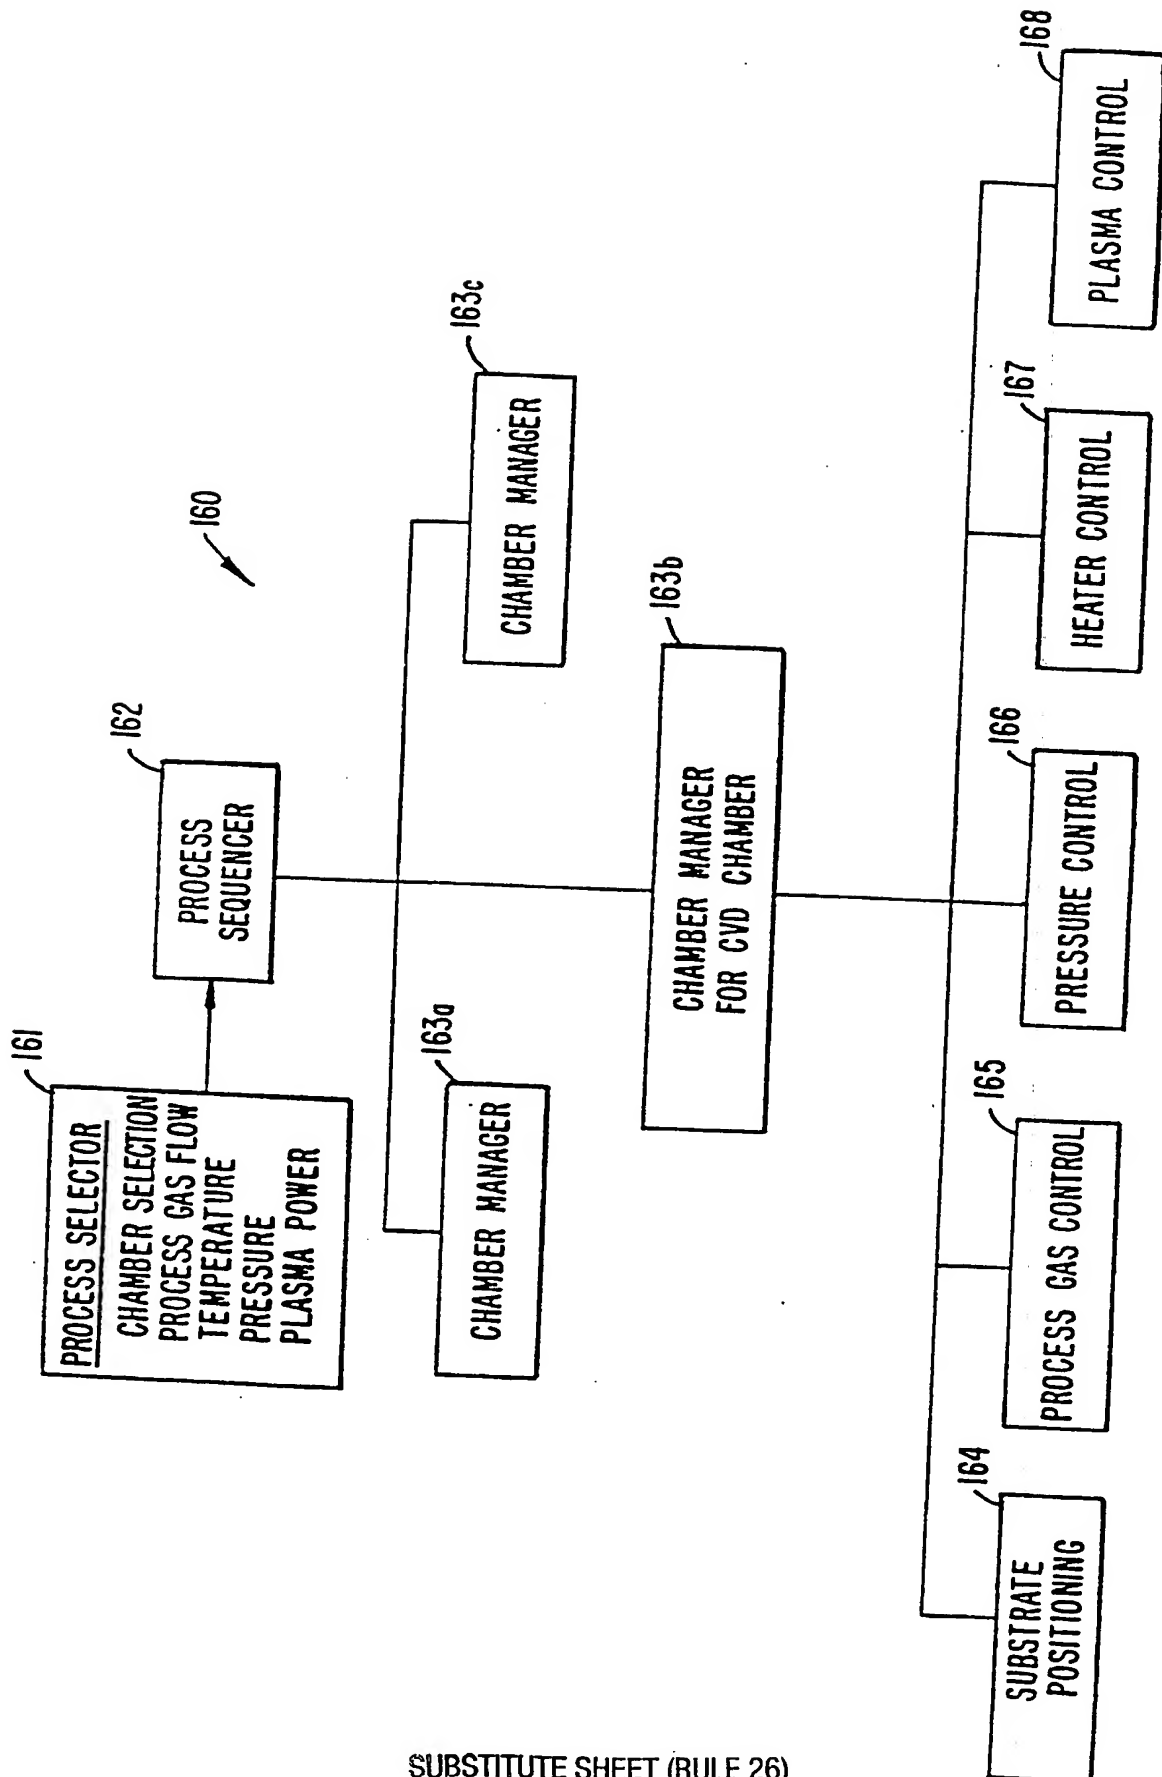 161
PROCESS SELECTOR
CHAMBER SELECTION
PROCESS GAS FLOW
TEMPERATURE
PRESSURE
PLASMA POWER
162
PROCESS
SEQUENCER
160
163a
CHAMBER MANAGER
163c
CHAMBER MANAGER
163b
CHAMBER MANAGER
FOR CVD CHAMBER
164
SUBSTRATE
POSITIONING
165
PROCESS GAS CONTROL
166
PRESSURE CONTROL
167
HEATER CONTROL
168
PLASMA CONTROL
SUBSTITUTE SHEET (RULE 26)